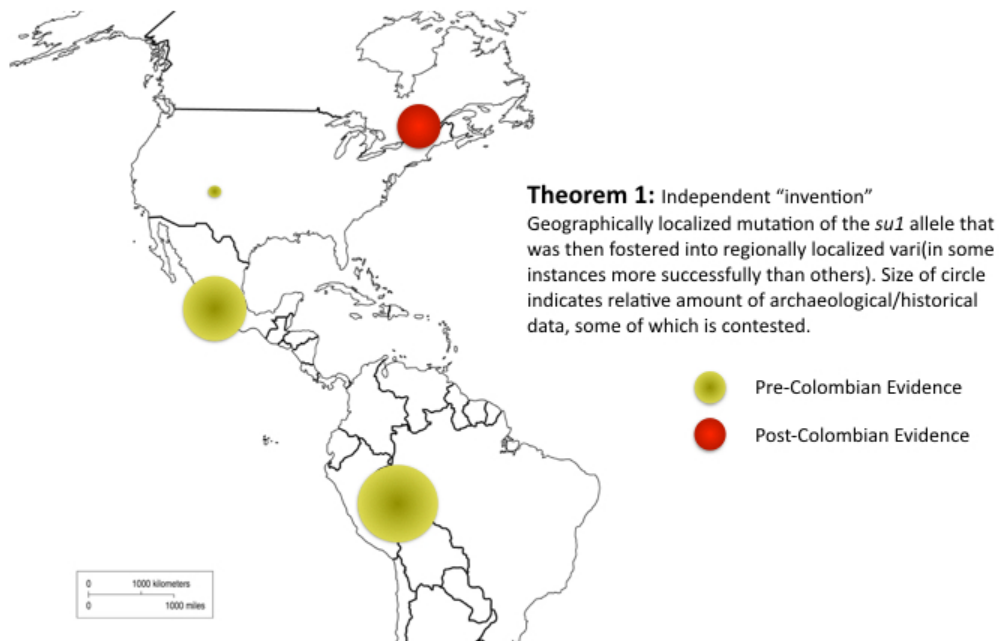 Theorem 1: Independent “invention”
Geographically localized mutation of the su1 allele that
was then fostered into regionally localized vari(in some
instances more successfully than others). Size of circle
indicates relative amount of archaeological/historical
data, some of which is contested.
Pre-Colombian Evidence
Post-Colombian Evidence
0 1000 kilometers
0 1000 miles